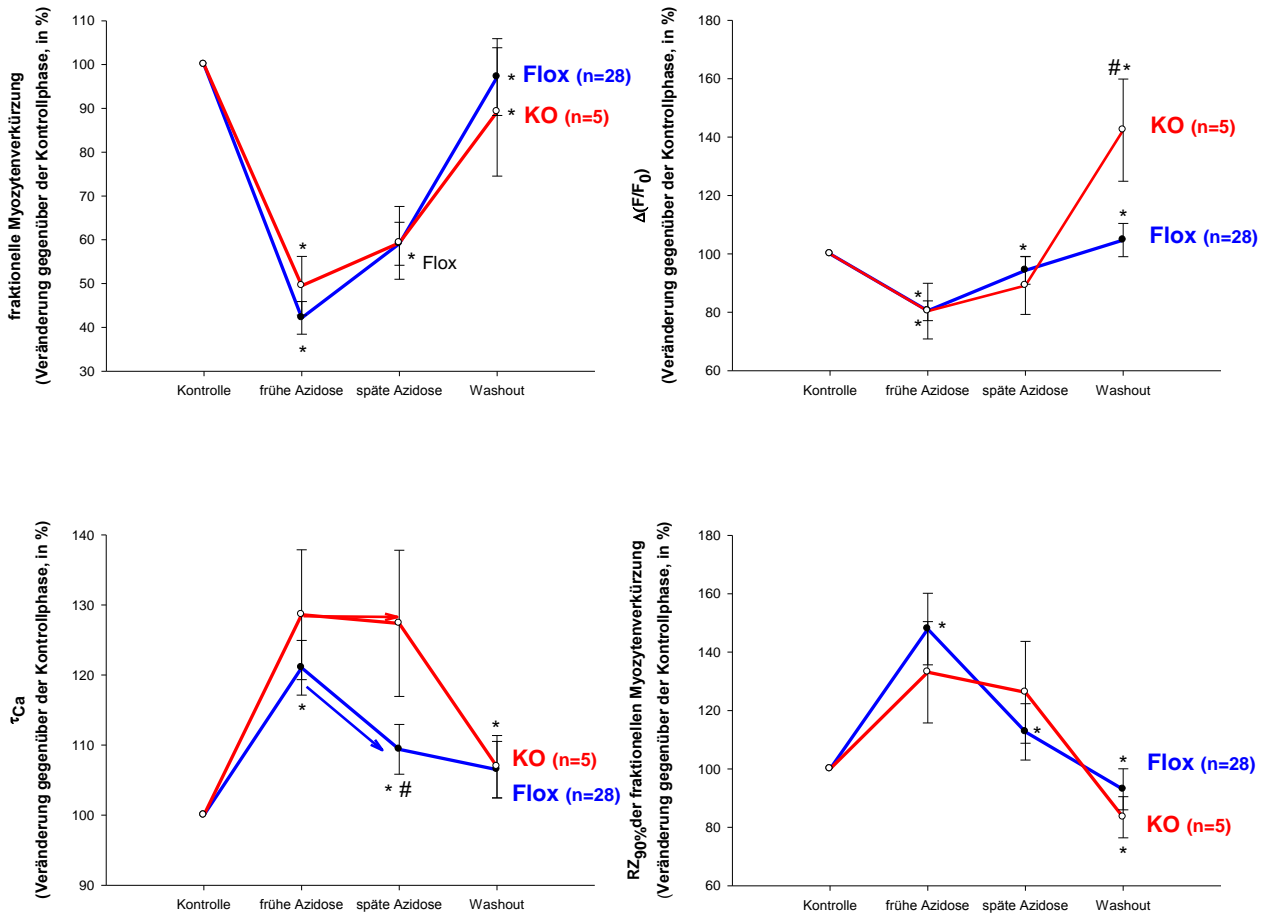 fraktionelle Myozytenverkürzung
(Veränderung gegenüber der Kontrollphase, in %)
110
100
90
80
70
60
50
40
30
* Flox (n=28)
* KO (n=5)
*
*
* Flox
Kontrolle frühe Azidose späte Azidose Washout
Δ(F/F0)
(Veränderung gegenüber der Kontrollphase, in %)
180
160
140
120
100
80
60
#*
KO (n=5)
*
Flox (n=28)
*
*
*
Kontrolle frühe Azidose späte Azidose Washout
τCa
(Veränderung gegenüber der Kontrollphase, in %)
140
130
120
110
100
90
*
*
KO (n=5)
Flox (n=28)
* #
Kontrolle frühe Azidose späte Azidose Washout
RZ90% der fraktionellen Myozytenverkürzung
(Veränderung gegenüber der Kontrollphase, in %)
180
160
140
120
100
80
60
*
*
*
Flox (n=28)
KO (n=5)
*
Kontrolle frühe Azidose späte Azidose Washout